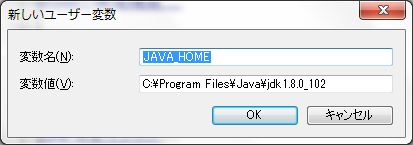 新しいユーザー変数
変数名(N):
JAVA_HOME
変数値(V):
C:¥Program Files¥Java¥jdk1.8.0_102
OK
キャンセル